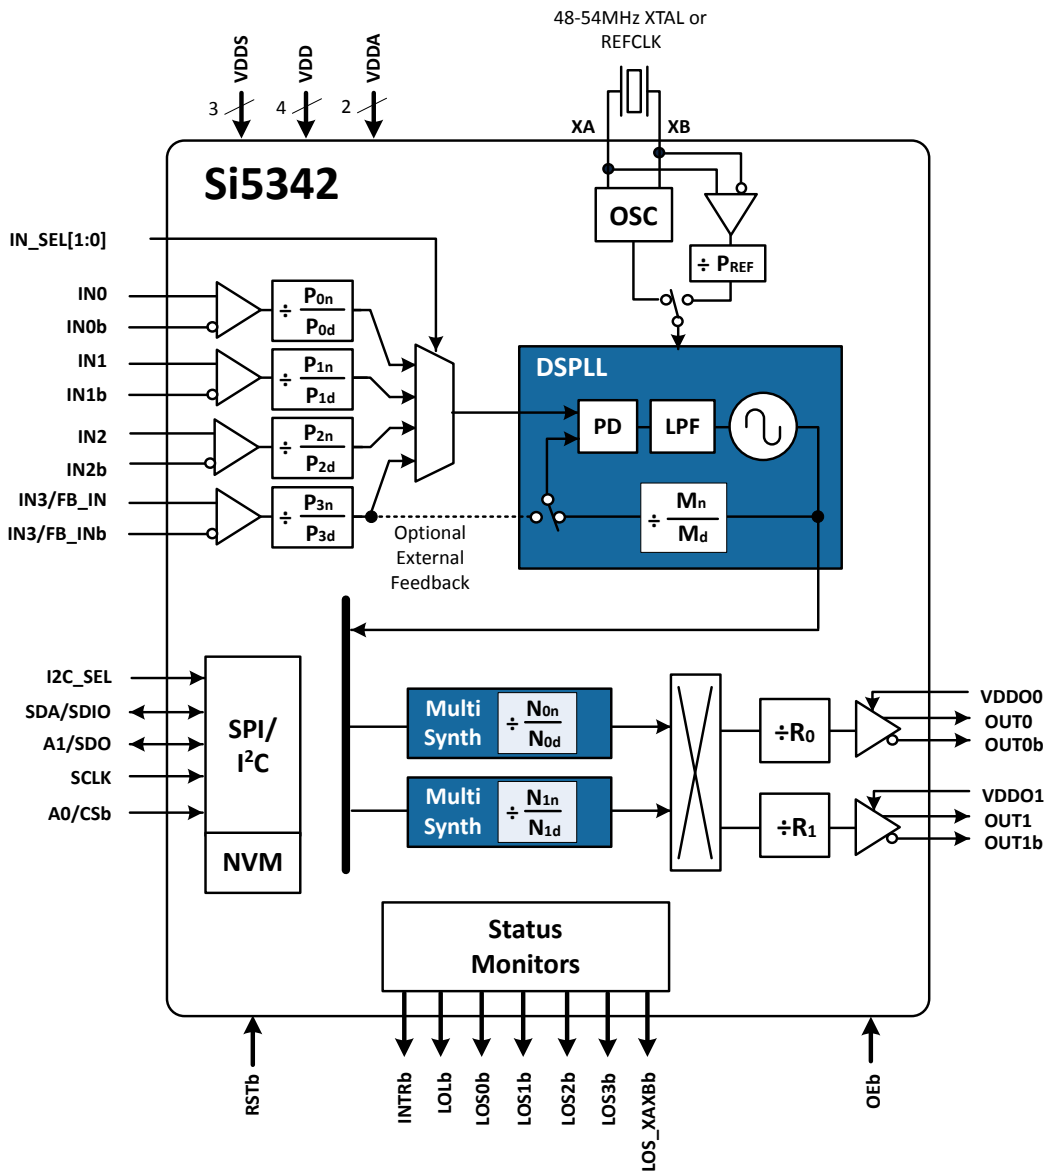 48-54MHz XTAL or
REFCLK
VDDS
VDD
VDDA
3
4
2
XA
XB
Si5342
OSC
÷ PREF
IN_SEL[1:0]
IN0
IN0b
÷ P0n
P0d
IN1
IN1b
÷ P1n
P1d
IN2
IN2b
÷ P2n
P2d
IN3/FB_IN
IN3/FB_INb
÷ P3n
P3d
DSPLL
PD
LPF
÷ Mn
Md
Optional
External
Feedback
I2C_SEL
SDA/SDIO
A1/SDO
SCLK
A0/CSb
SPI/
I²C
NVM
Multi
Synth
÷ N0n
N0d
Multi
Synth
÷ N1n
N1d
÷R0
÷R1
VDDO0
OUT0
OUT0b
VDDO1
OUT1
OUT1b
Status
Monitors
RSTb
INTRb
LOLb
LOS0b
LOS1b
LOS2b
LOS3b
LOS_XAXBb
OEb